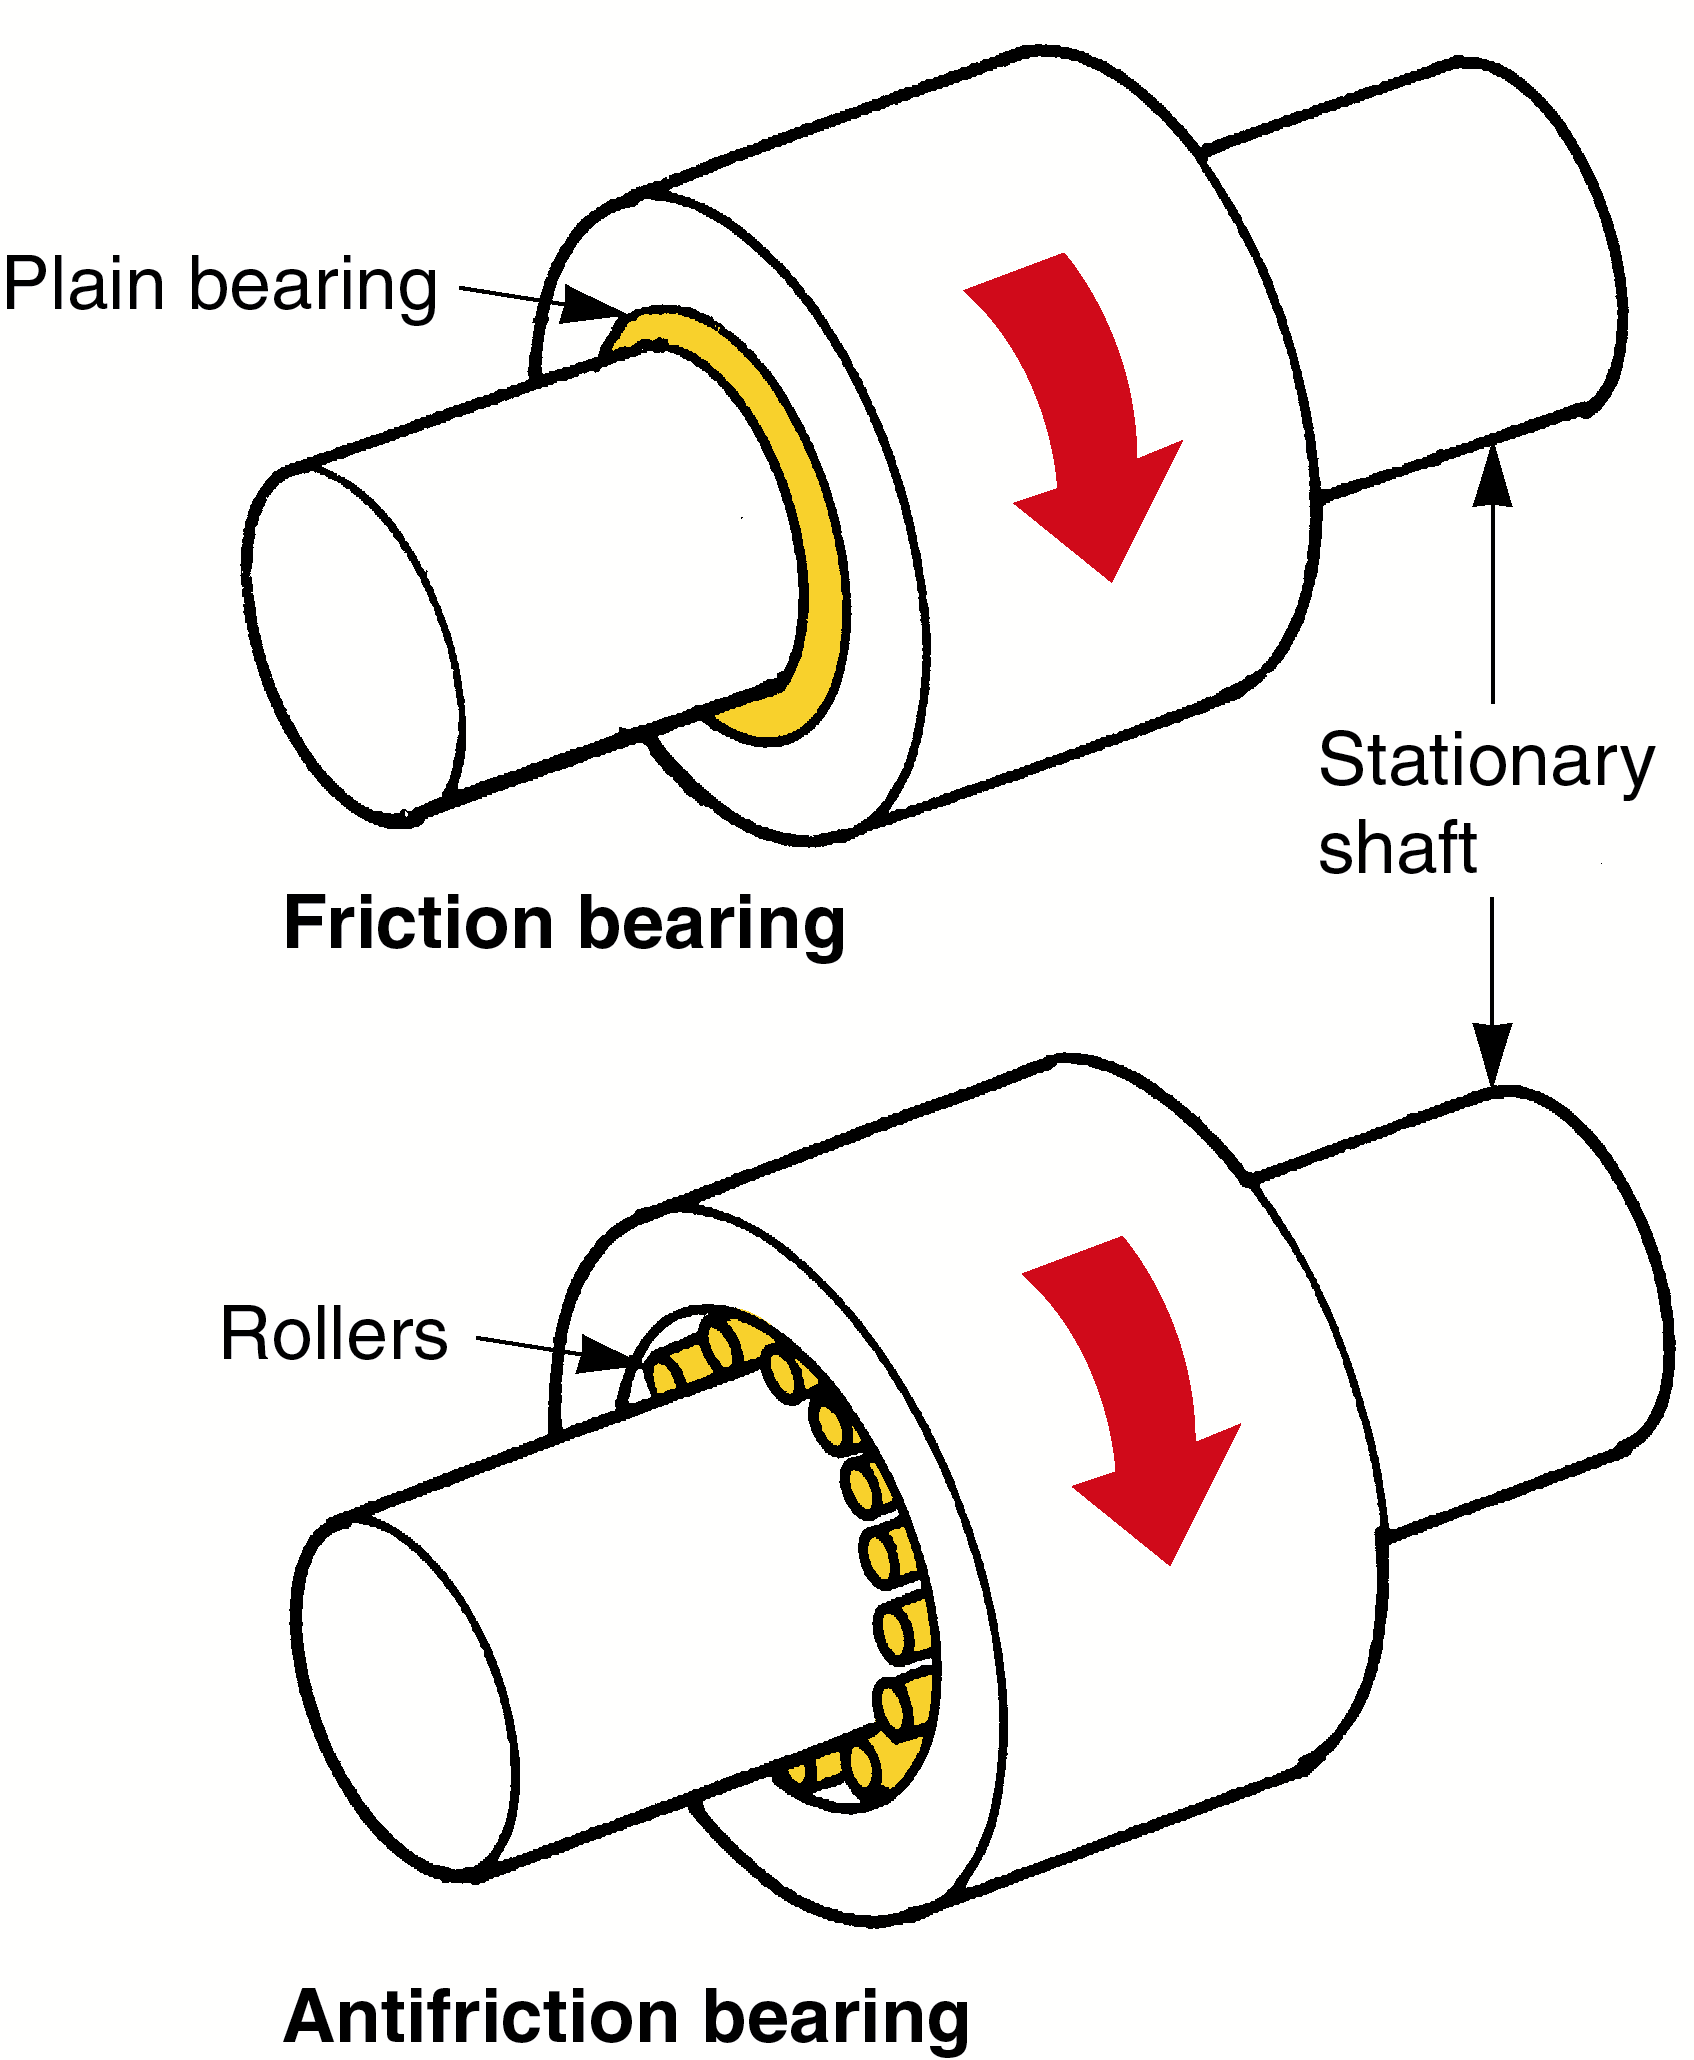 Plain bearing
Stationary
shaft
Friction bearing
Rollers
Antifriction bearing